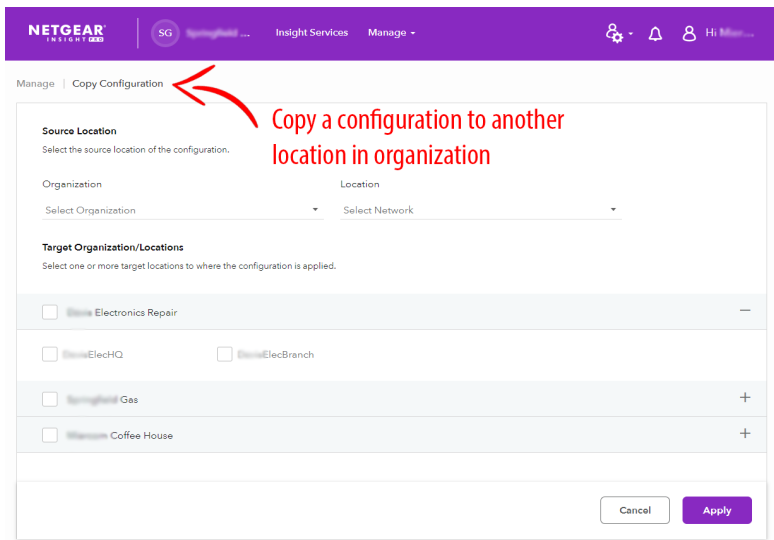 NETGEAR
INSIGHT PRO
SG ... Insight Services Manage Hi
Manage | Copy Configuration
Copy a configuration to another
location in organization
Source Location
Select the source location of the configuration.
Organization Location
Select Organization Select Network
Target Organization/Locations
Select one or more target locations to where the configuration is applied.
Electronics Repair
ElecHQ ElecBranch
Gas
Coffee House
Cancel Apply